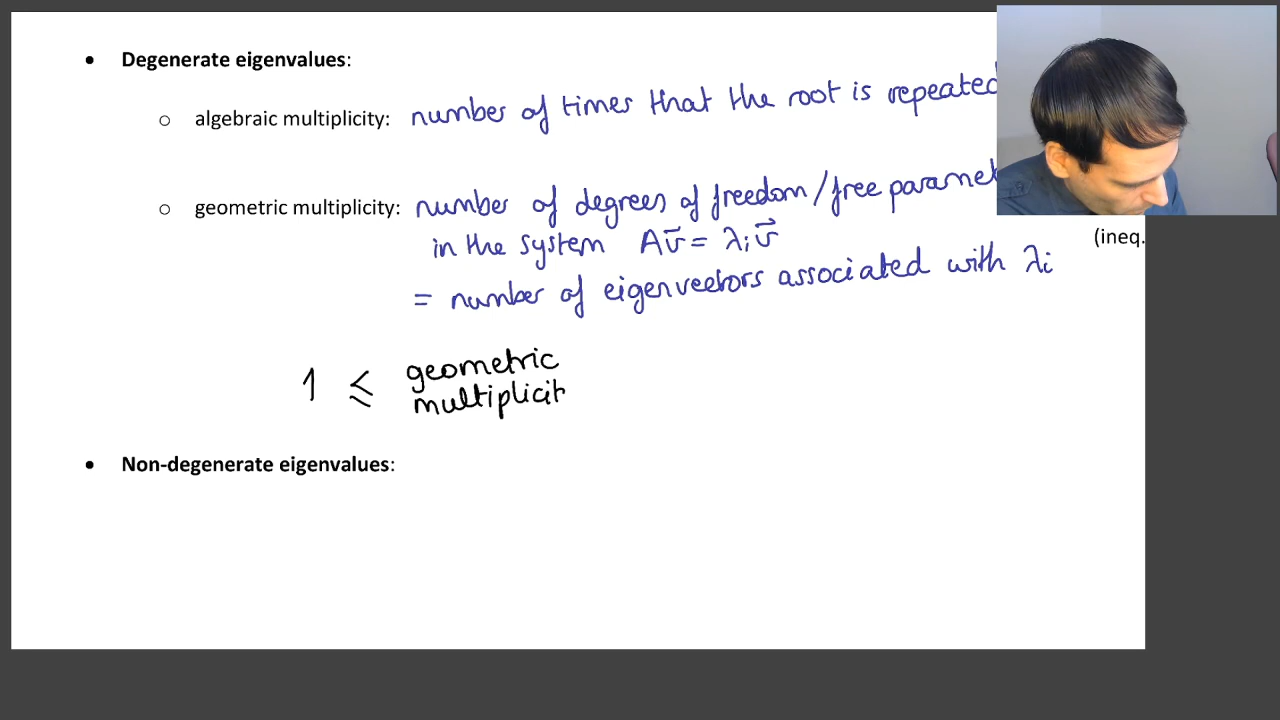 • Degenerate eigenvalues:
○ algebraic multiplicity: number of times that the root is repeated
○ geometric multiplicity: number of degrees of freedom/free paramet
in the system Av⃗ = λᵢv⃗
(ineq.
= number of eigenvectors associated with λᵢ
1 ≤ geometric
multiplicit
• Non-degenerate eigenvalues: